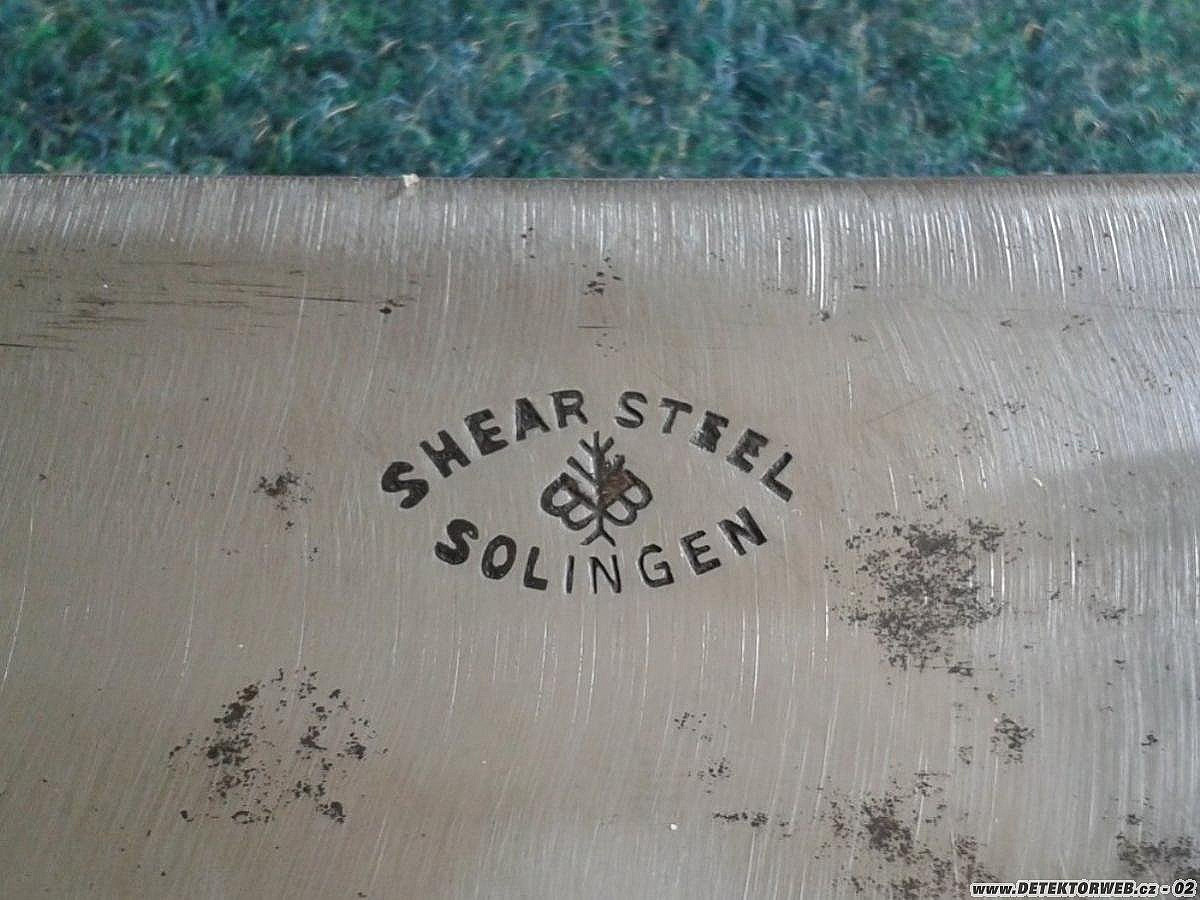 SHEAR STEEL
SOLINGEN
www.DETEKTORWEB.cz - 02